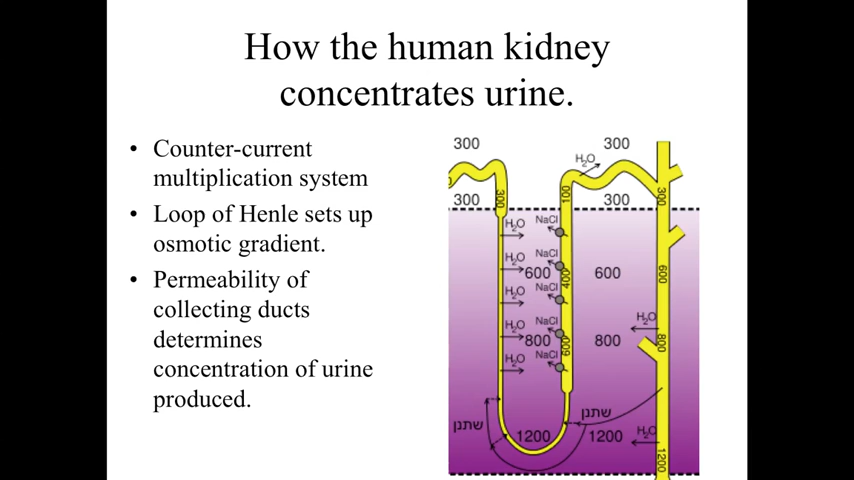 How the human kidney
concentrates urine.
• Counter-current
multiplication system
• Loop of Henle sets up
osmotic gradient.
• Permeability of
collecting ducts
determines
concentration of urine
produced.
300
300
H₂O
300
300
300
100
300
H₂O
NaCl
H₂O
NaCl
600
400
600
600
H₂O
NaCl
H₂O
NaCl
H₂O
800
600
800
800
H₂O
NaCl
שתנן
שתנן
1200
1200
H₂O
1200